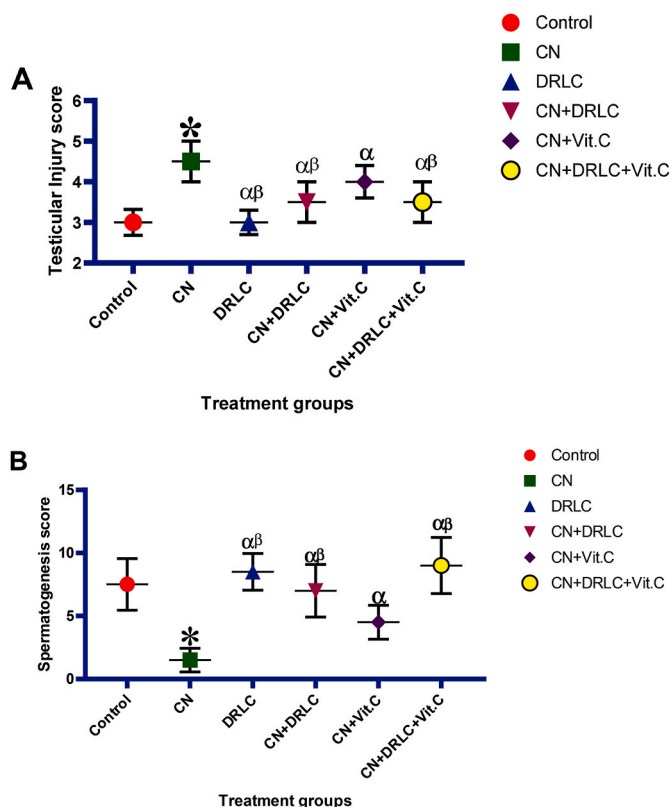 A
Control
CN
DRLC
CN+DRLC
CN+Vit.C
CN+DRLC+Vit.C
Testicular Injury score
6
5
4
3
2
*
αβ
αβ
α
αβ
Control
CN
DRLC
CN+DRLC
CN+Vit.C
CN+DRLC+Vit.C
Treatment groups
B
Control
CN
DRLC
CN+DRLC
CN+Vit.C
CN+DRLC+Vit.C
Spermatogenesis score
15
10
5
0
*
αβ
αβ
α
αβ
Control
CN
DRLC
CN+DRLC
CN+Vit.C
CN+DRLC+Vit.C
Treatment groups